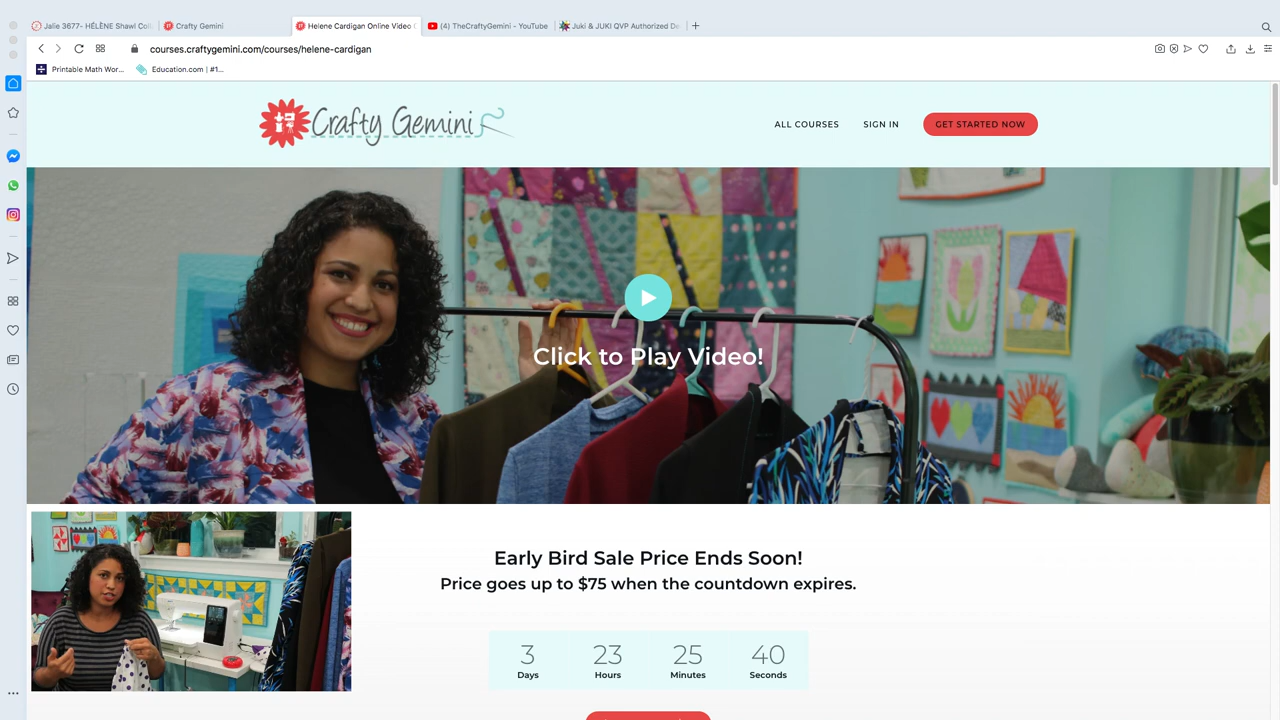 Jalie 3677- HÉLÈNE Shawl Coll
Crafty Gemini
Helene Cardigan Online Video C
(4) TheCraftyGemini - YouTube
Juki & JUKI QVP Authorized De
courses.craftygemini.com/courses/helene-cardigan
Printable Math Wor...
Education.com | #1...
Crafty Gemini
ALL COURSES
SIGN IN
GET STARTED NOW
Click to Play Video!
Early Bird Sale Price Ends Soon!
Price goes up to $75 when the countdown expires.
3 23 25 40
Days Hours Minutes Seconds